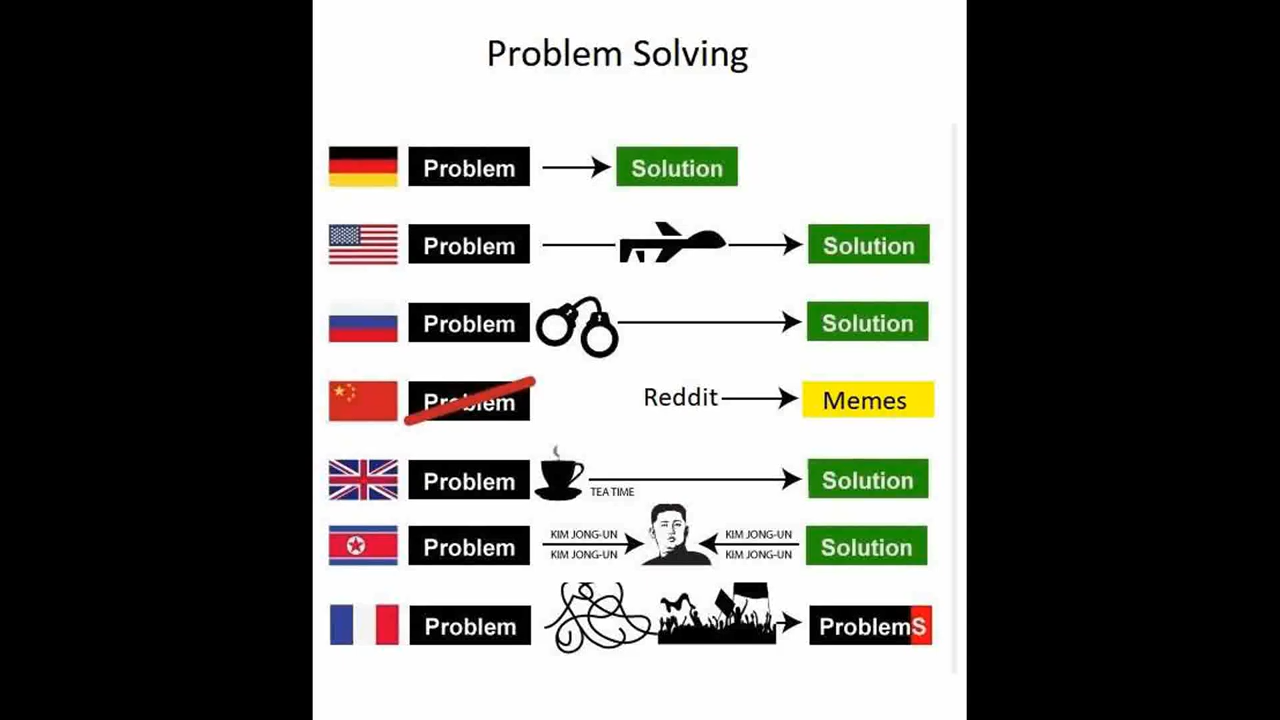 Problem Solving
Problem Solution
Problem Solution
Problem Solution
Problem Reddit Memes
Problem TEA TIME Solution
Problem KIM JONG-UN KIM JONG-UN Solution
KIM JONG-UN KIM JONG-UN
Problem ProblemS